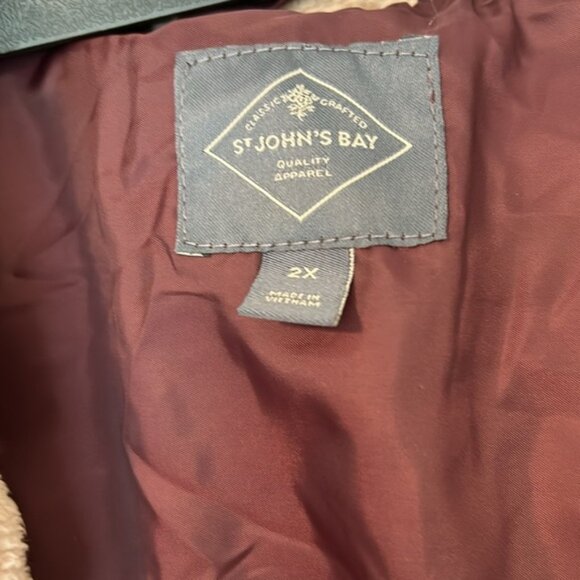 CLASSIC CRAFTED
ST JOHN'S BAY
QUALITY
APPAREL
2X
MADE IN
VIETNAM